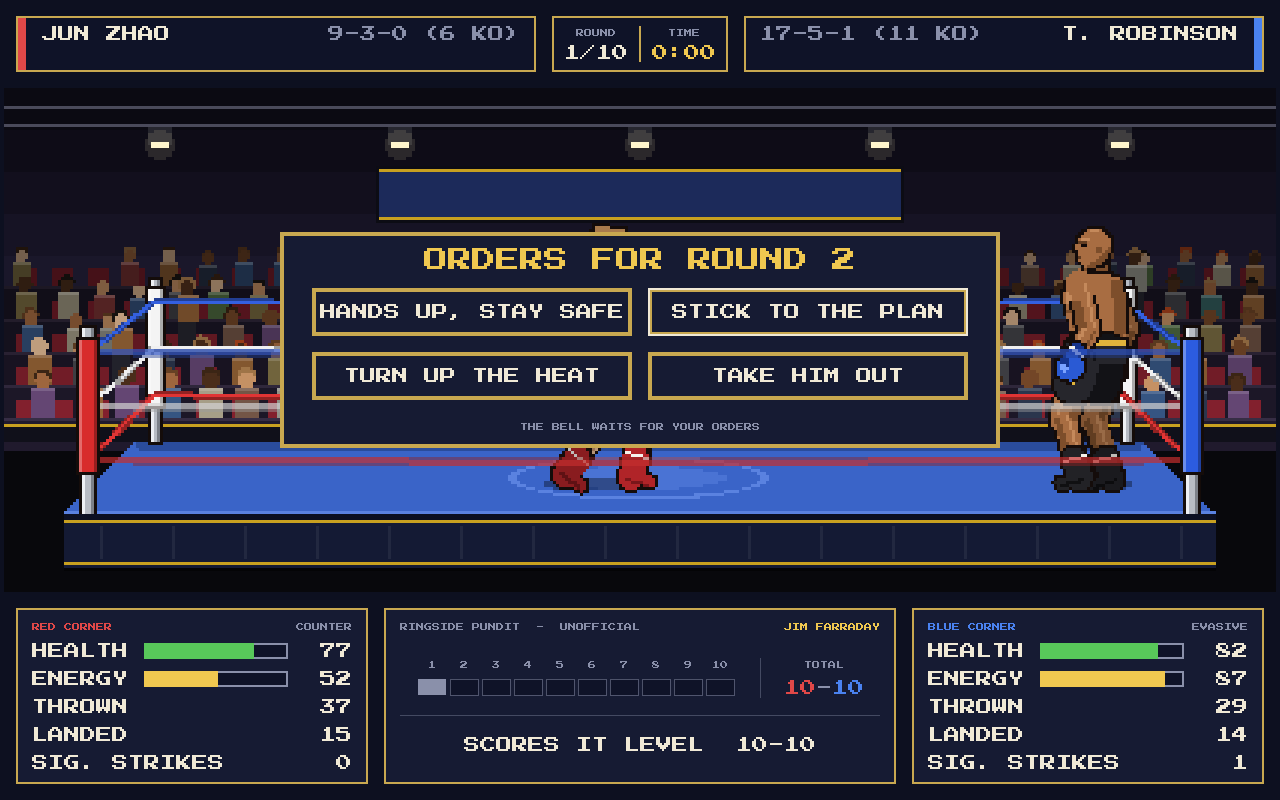 JUN ZHAO 9-3-0 (6 KO)
ROUND TIME
1/10 0:00
17-5-1 (11 KO) T. ROBINSON
ORDERS FOR ROUND 2
HANDS UP, STAY SAFE STICK TO THE PLAN
TURN UP THE HEAT TAKE HIM OUT
THE BELL WAITS FOR YOUR ORDERS
RED CORNER COUNTER
HEALTH 77
ENERGY 52
THROWN 37
LANDED 15
SIG. STRIKES 0
RINGSIDE PUNDIT - UNOFFICIAL JIM FARRADAY
1 2 3 4 5 6 7 8 9 10 TOTAL
10-10
SCORES IT LEVEL 10-10
BLUE CORNER EVASIVE
HEALTH 82
ENERGY 87
THROWN 29
LANDED 14
SIG. STRIKES 1